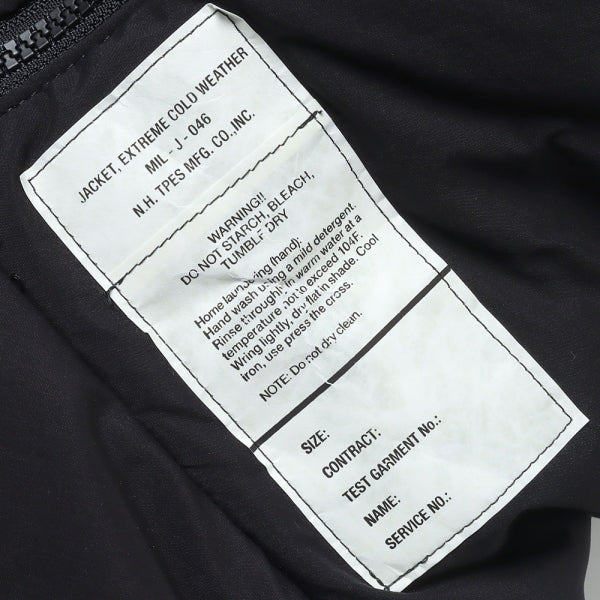 JACKET, EXTREME COLD WEATHER
MIL - J - 046
N.H. TPES MFG. CO.,INC.
WARNING!!
DO NOT STARCH, BLEACH,
TUMBLF DRY
Home laundering (hand):
Hand wash using a mild detergent.
Rinse throughl in warm water at a
temperature not to exceed 104F.
Wring lightly, dry flat in shade. Cool
iron, use press the cross.
NOTE: Do not dry clean.
SIZE:
CONTRACT:
TEST GARMENT No.:
NAME:
SERVICE NO.: